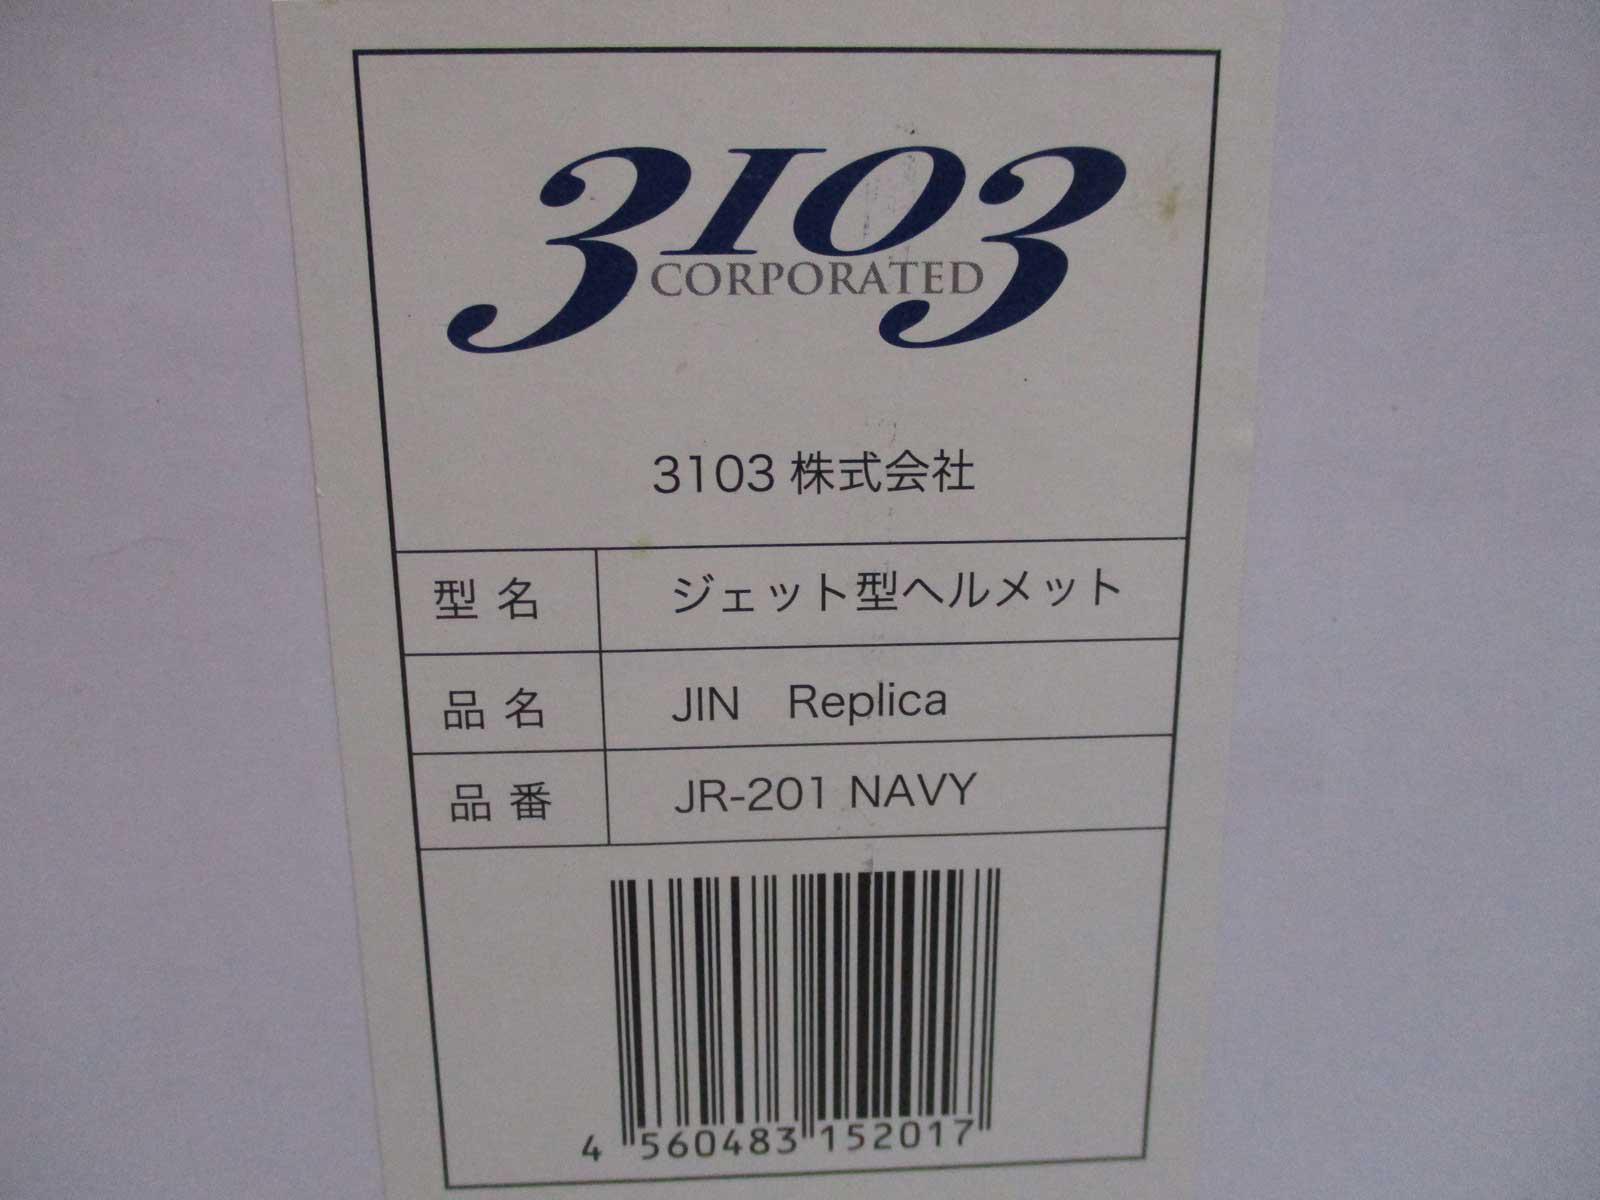 3103
CORPORATED
3103 株式会社
型 名 ジェット型ヘルメット
品 名 JIN Replica
品 番 JR-201 NAVY
4 560483 152017